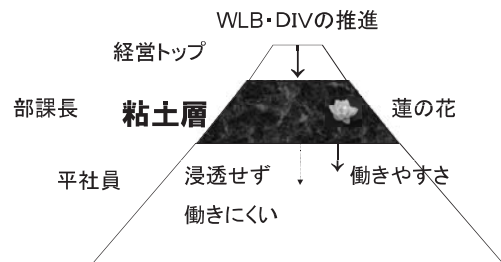 WLB・DIVの推進
経営トップ
部課長 粘土層 蓮の花
平社員 浸透せず 働きやすさ
働きにくい